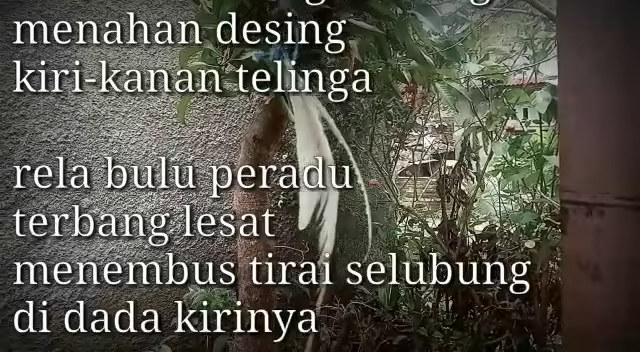 menahan desing
kiri-kanan telinga
rela bulu peradu
terbang lesat
menembus tirai selubung
di dada kirinya